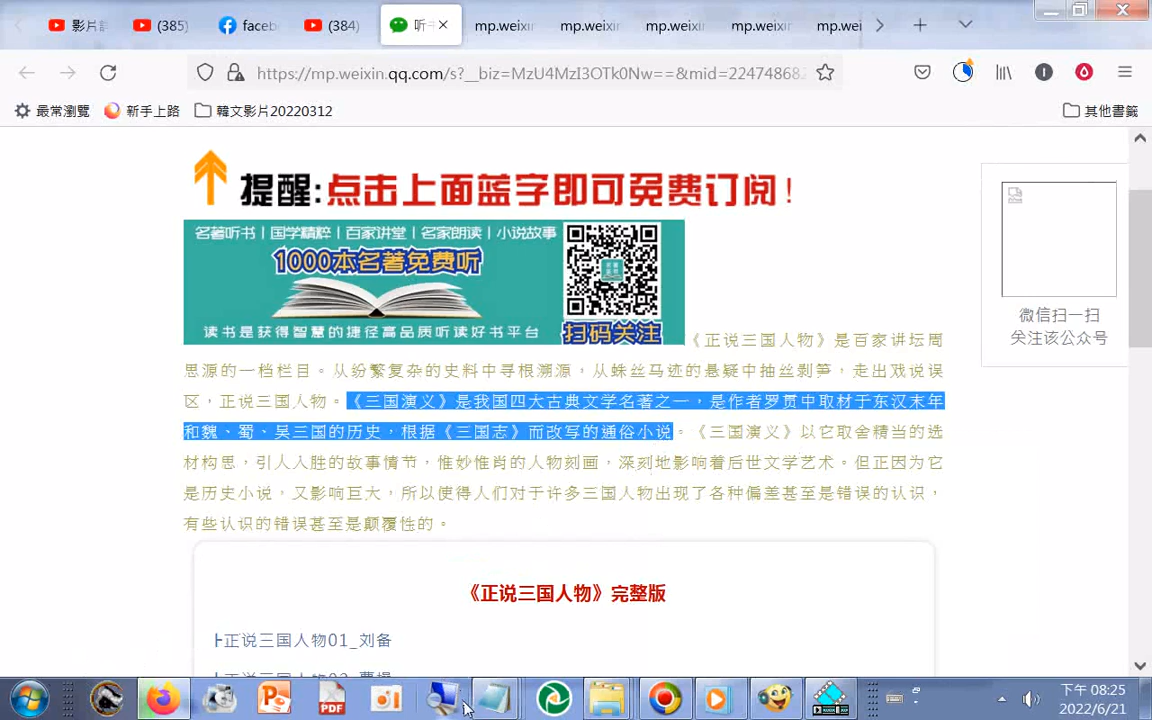 影片
(385)
faceb
(384)
听
mp.weixin
mp.weixin
mp.weixin
mp.weixin
mp.wei
https://mp.weixin.qq.com/s?__biz=MzU4MzI3OTk0Nw==&mid=224748682
最常瀏覽
新手上路
韓文影片20220312
其他書籤
提醒:点击上面蓝字即可免费订阅!
名著听书 | 国学精粹 | 百家讲堂 | 名家朗读 | 小说故事
1000本名著免费听
读书是获得智慧的捷径高品质听读好书平台
扫码关注
《正说三国人物》是百家讲坛周
思源的一档栏目。从纷繁复杂的史料中寻根溯源，从蛛丝马迹的悬疑中抽丝剥笋，走出戏说误
区，正说三国人物。《三国演义》是我国四大古典文学名著之一，是作者罗贯中取材于东汉末年
和魏、蜀、吴三国的历史，根据《三国志》而改写的通俗小说。《三国演义》以它取舍精当的选
材构思，引人入胜的故事情节，惟妙惟肖的人物刻画，深刻地影响着后世文学艺术。但正因为它
是历史小说，又影响巨大，所以使得人们对于许多三国人物出现了各种偏差甚至是错误的认识，
有些认识的错误甚至是颠覆性的。
《正说三国人物》完整版
┣正说三国人物01_刘备
微信扫一扫
关注该公众号
PDF
下午 08:25
2022/6/21